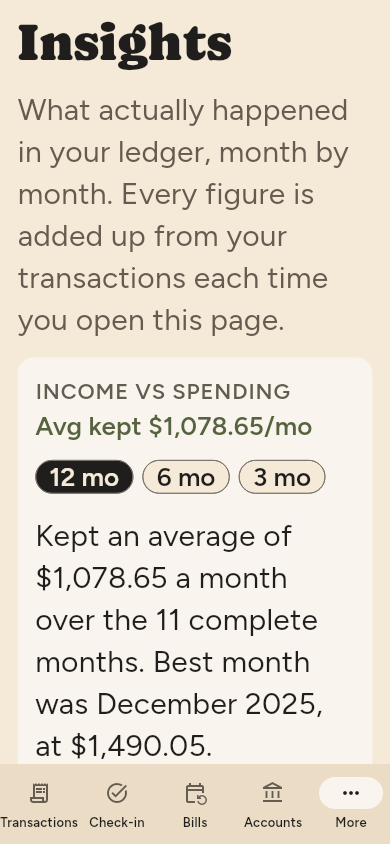 Insights
What actually happened
in your ledger, month by
month. Every figure is
added up from your
transactions each time
you open this page.
INCOME VS SPENDING
Avg kept $1,078.65/mo
12 mo 6 mo 3 mo
Kept an average of
$1,078.65 a month
over the 11 complete
months. Best month
was December 2025,
at $1,490.05.
Transactions Check-in Bills Accounts More